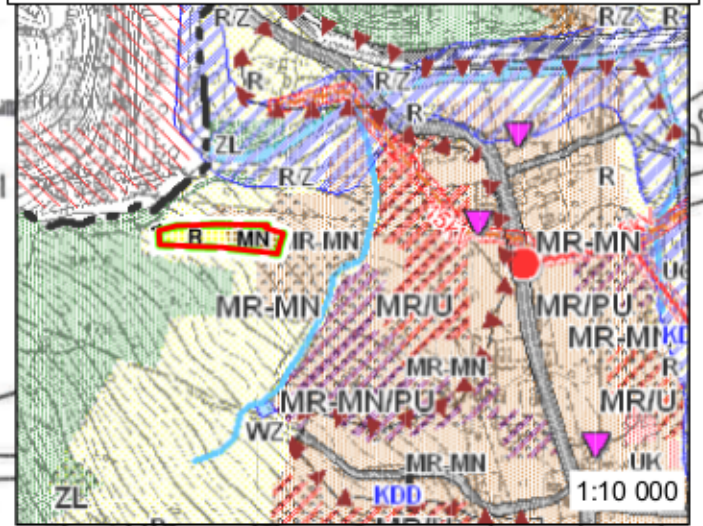 R/Z
R/Z
R-
R
R/Z
R
ZL
R/Z
R
R MN
R-MN
MR-MN
MR-MN
MR/U
MR/PU
MR-MN
KD
MR-MN
R
MR-MN/PU
MR/U
WZ
MR-MN
UK
ZL
KDD
1:10 000